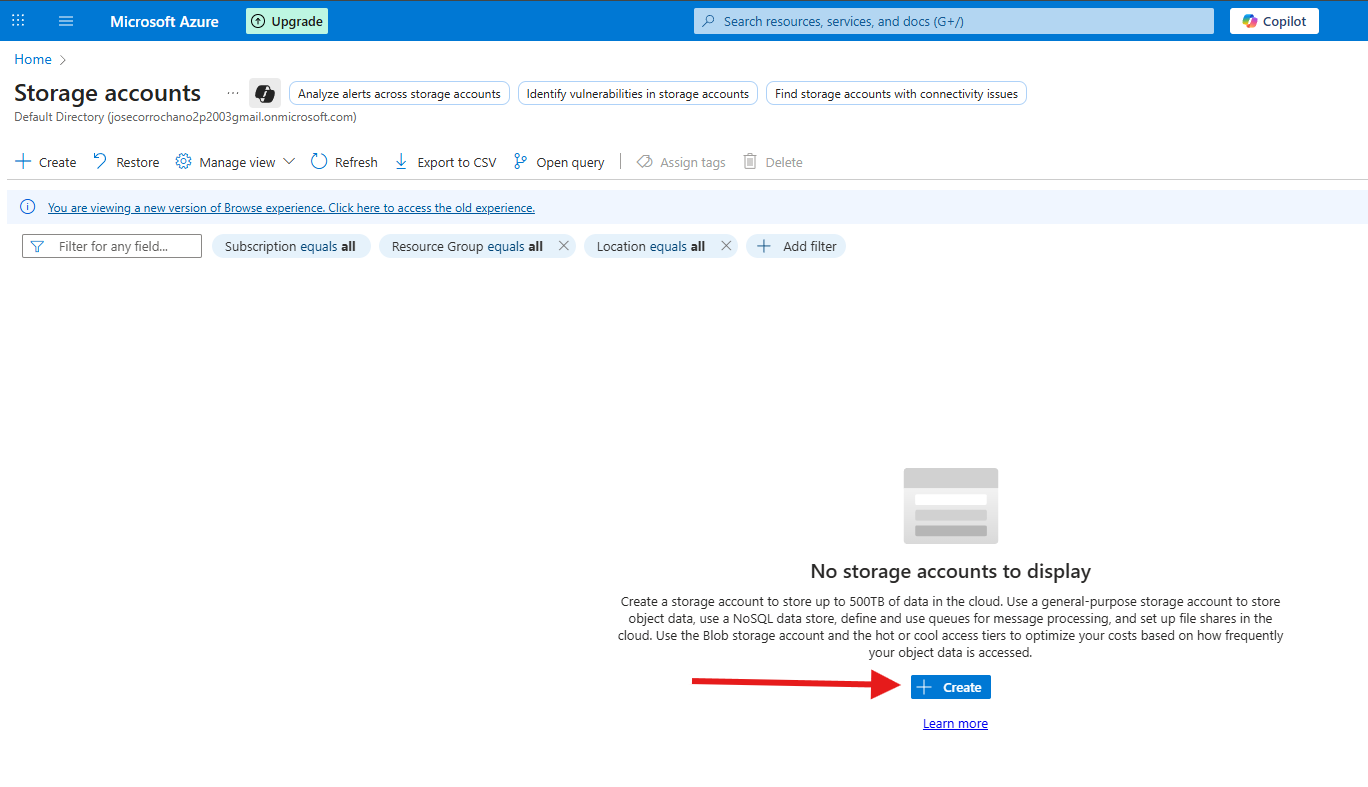 Microsoft Azure Upgrade Search resources, services, and docs (G+/) Copilot
Home
Storage accounts ... Analyze alerts across storage accounts Identify vulnerabilities in storage accounts Find storage accounts with connectivity issues
Default Directory (josecorrochano2p2003gmail.onmicrosoft.com)
Create Restore Manage view Refresh Export to CSV Open query Assign tags Delete
You are viewing a new version of Browse experience. Click here to access the old experience.
Filter for any field... Subscription equals all Resource Group equals all Location equals all Add filter
No storage accounts to display
Create a storage account to store up to 500TB of data in the cloud. Use a general-purpose storage account to store
object data, use a NoSQL data store, define and use queues for message processing, and set up file shares in the
cloud. Use the Blob storage account and the hot or cool access tiers to optimize your costs based on how frequently
your object data is accessed.
Create
Learn more